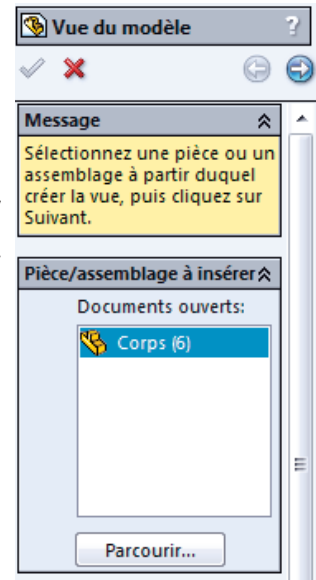 Vue du modèle ?
Message
Sélectionnez une pièce ou un
assemblage à partir duquel
créer la vue, puis cliquez sur
Suivant.
Pièce/assemblage à insérer
Documents ouverts:
Corps (6)
Parcourir...